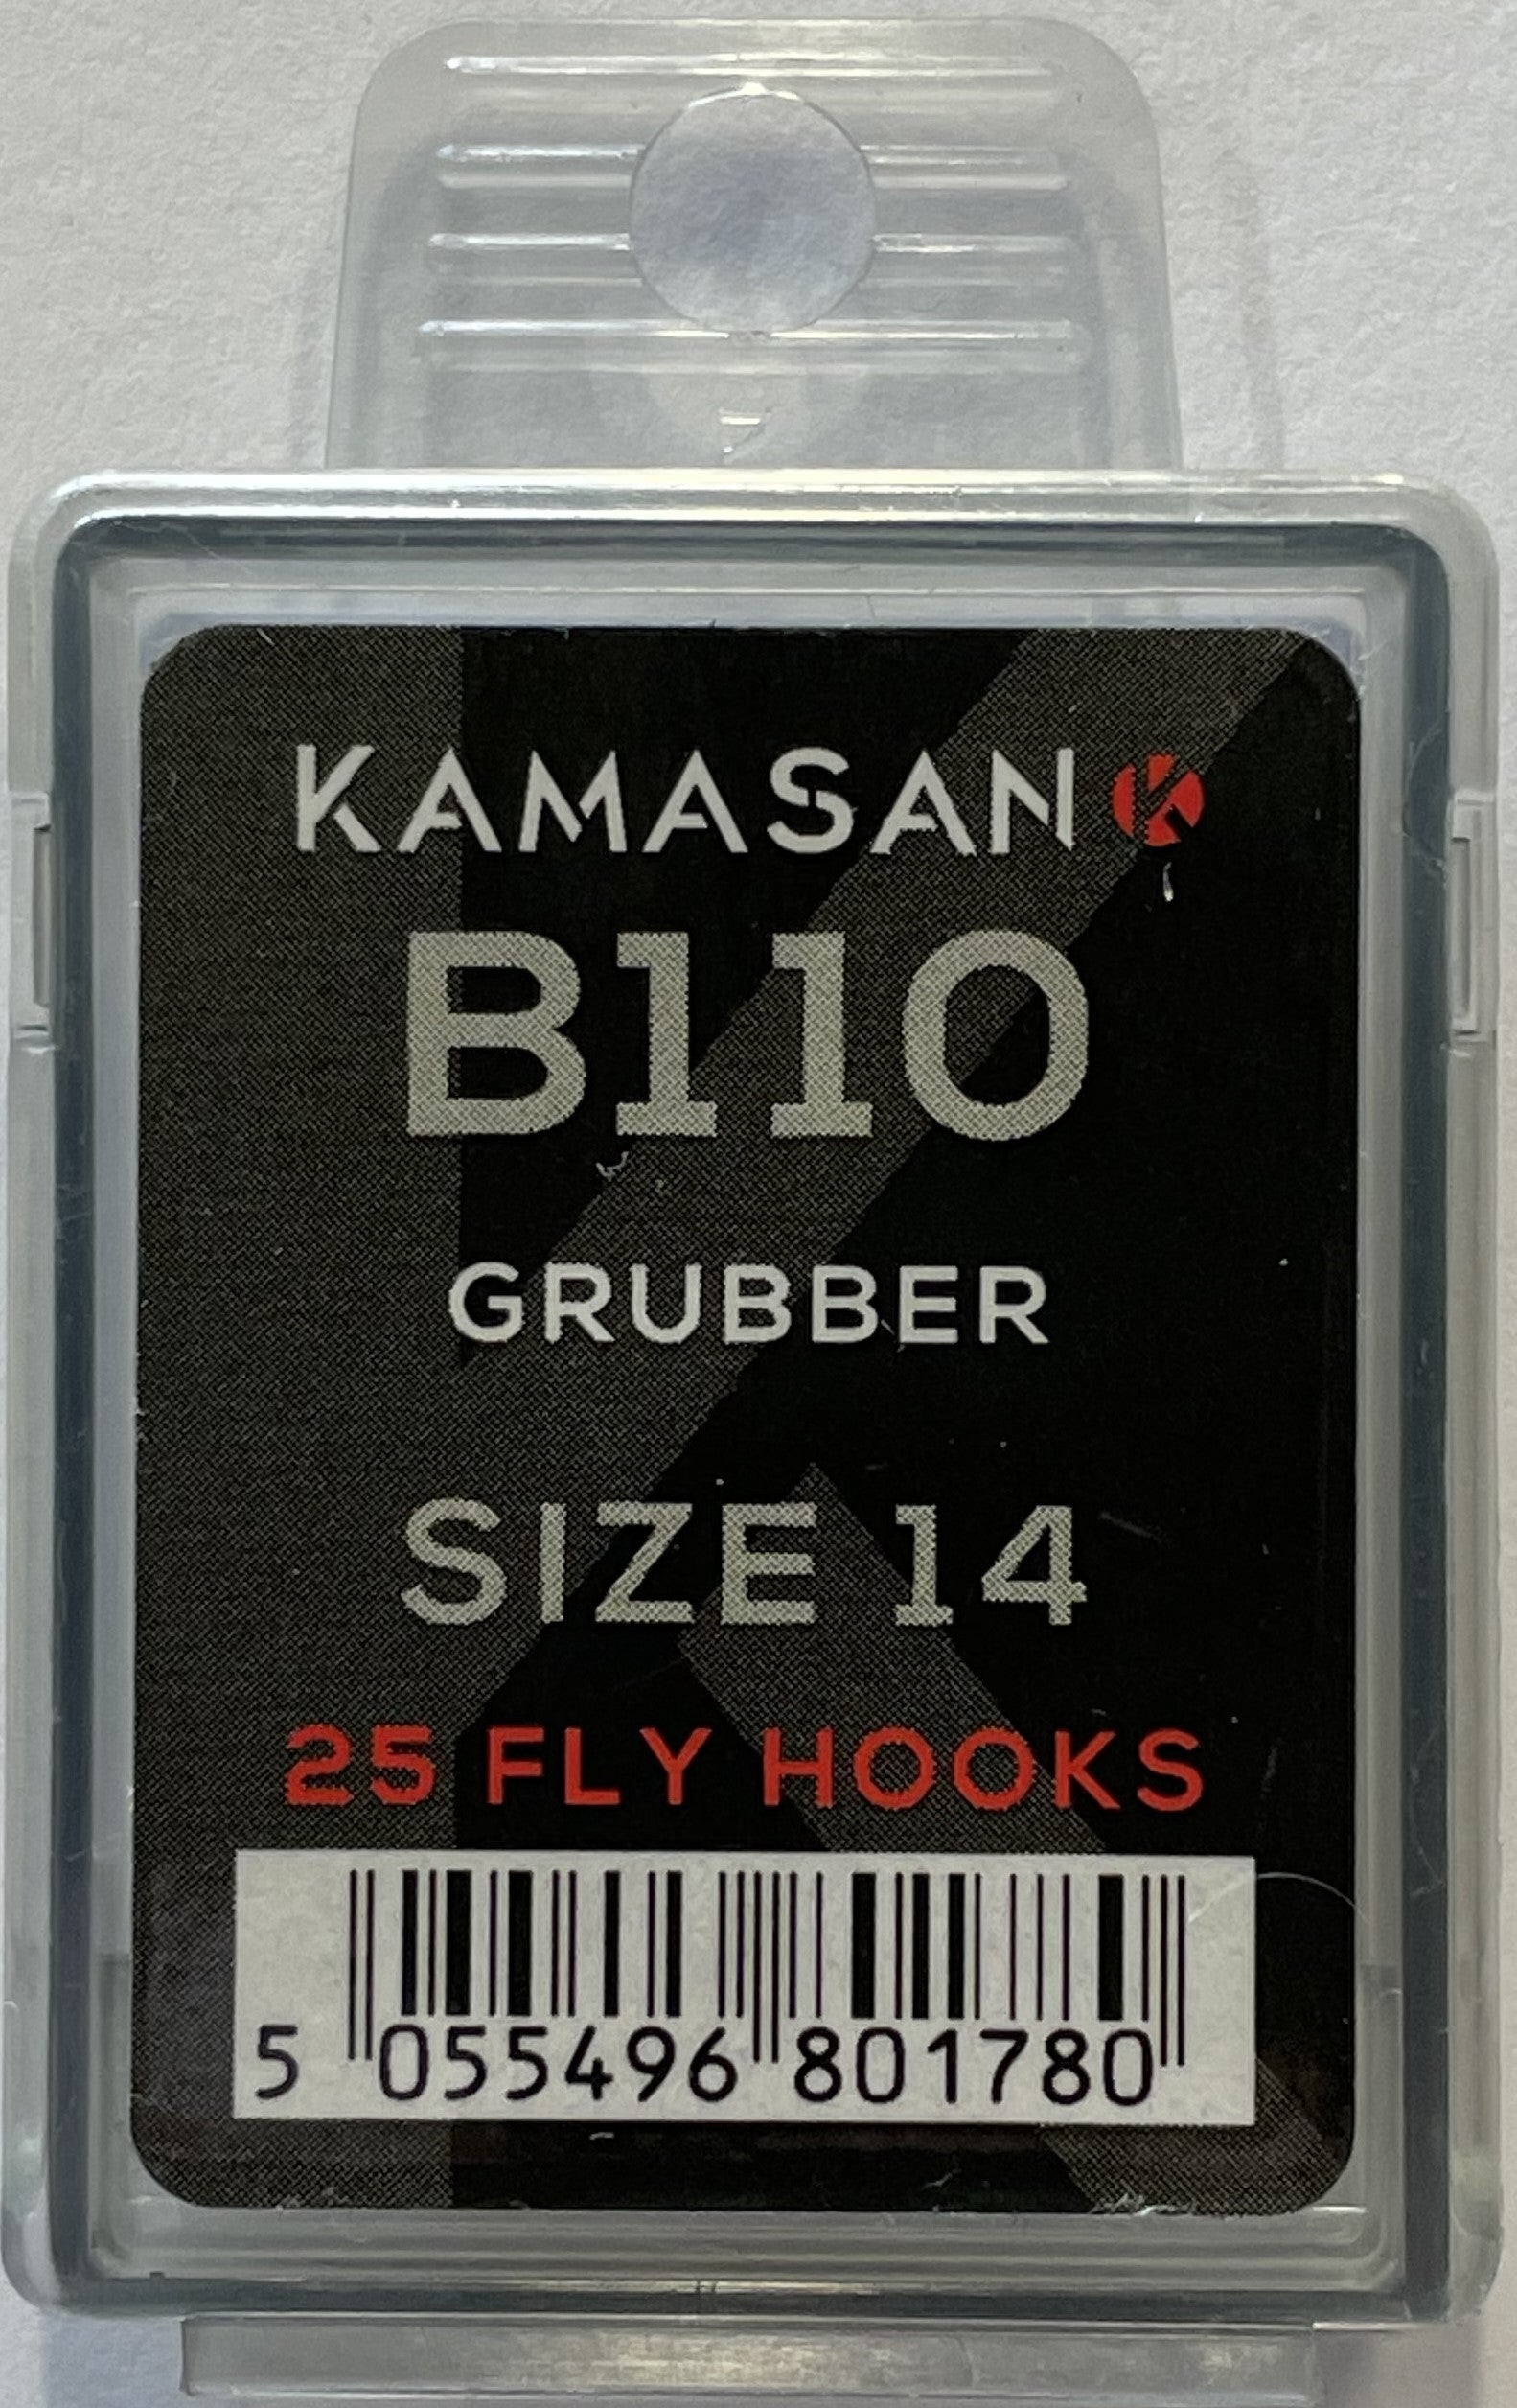 KAMASAN
B110
GRUBBER
SIZE 14
25 FLY HOOKS
5 055496 801780